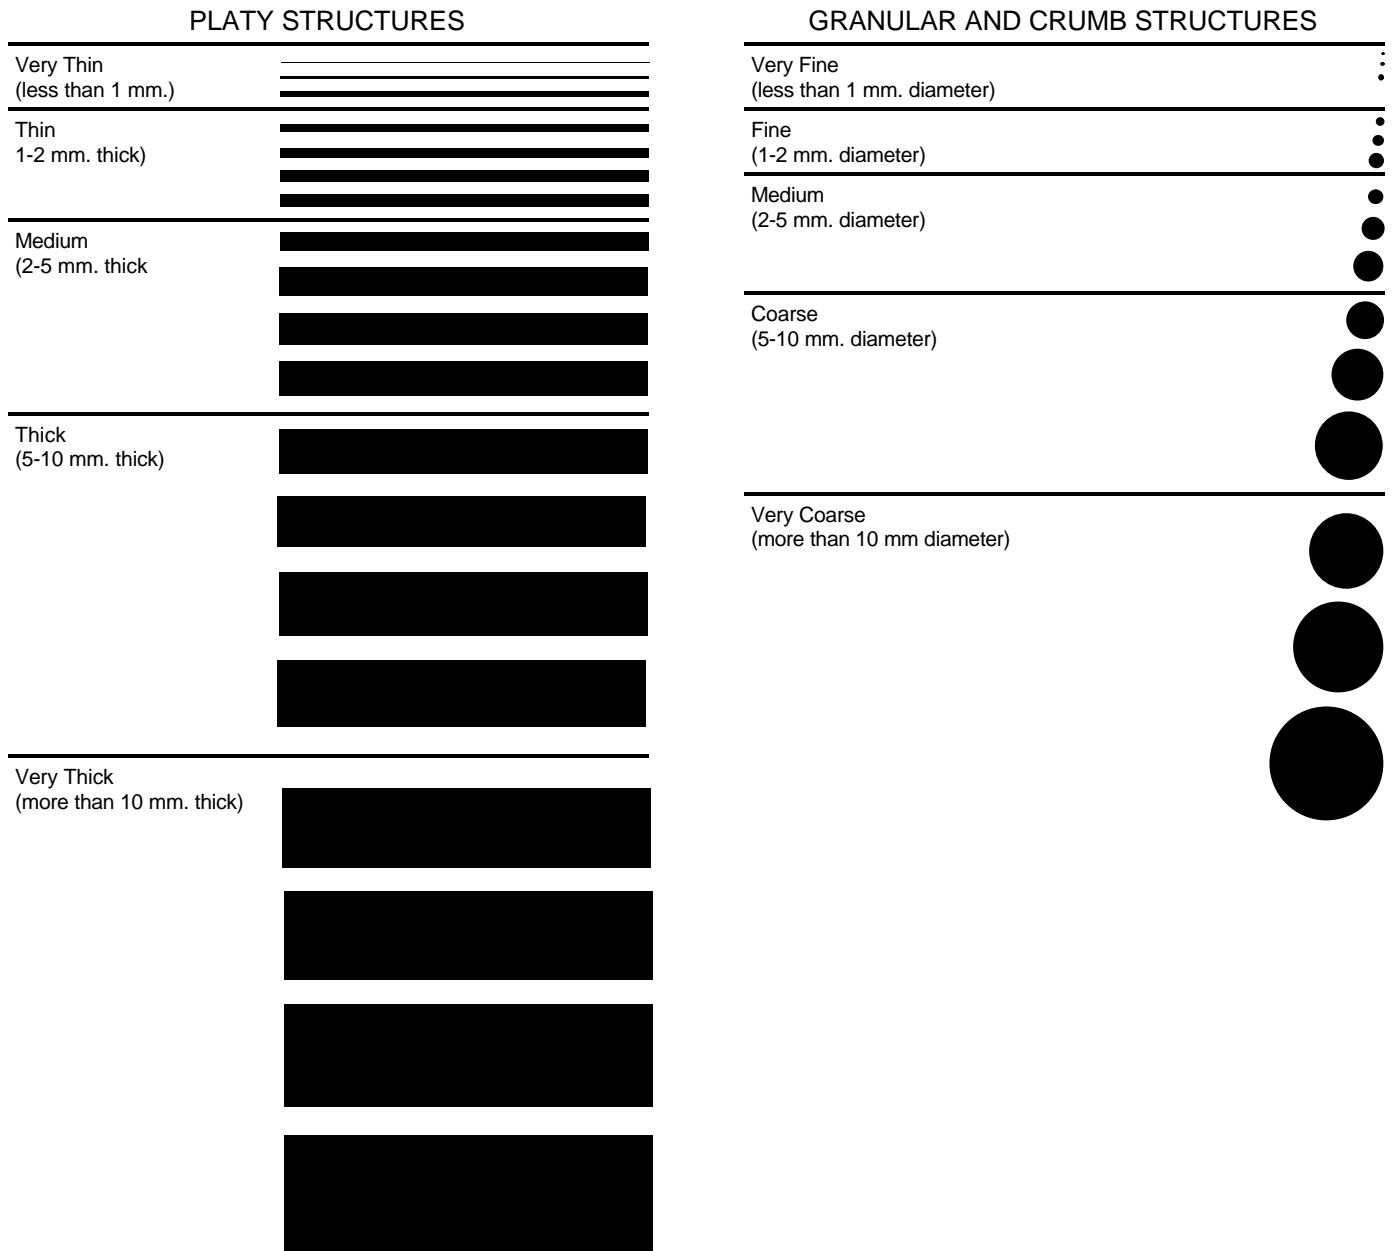 PLATY STRUCTURES
Very Thin
(less than 1 mm.)
Thin
1-2 mm. thick)
Medium
(2-5 mm. thick
Thick
(5-10 mm. thick)
Very Thick
(more than 10 mm. thick)
GRANULAR AND CRUMB STRUCTURES
Very Fine
(less than 1 mm. diameter)
Fine
(1-2 mm. diameter)
Medium
(2-5 mm. diameter)
Coarse
(5-10 mm. diameter)
Very Coarse
(more than 10 mm diameter)